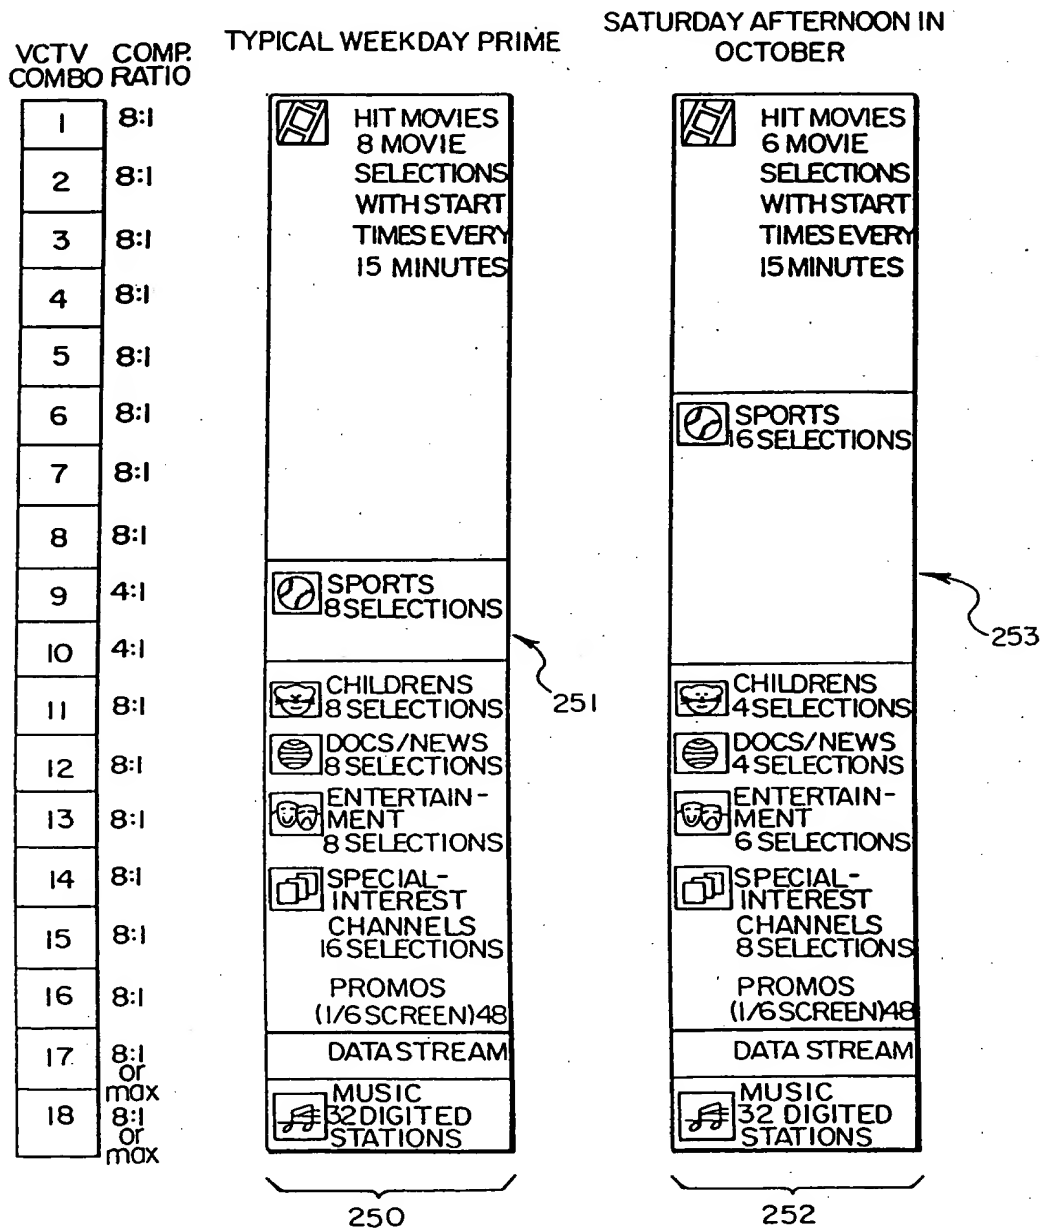 VCTV COMBO
COMP. RATIO
TYPICAL WEEKDAY PRIME
SATURDAY AFTERNOON IN
OCTOBER
1 8:1
2 8:1
3 8:1
4 8:1
5 8:1
6 8:1
7 8:1
8 8:1
9 4:1
10 4:1
11 8:1
12 8:1
13 8:1
14 8:1
15 8:1
16 8:1
17 8:1
or
max
18 8:1
or
max
HIT MOVIES
8 MOVIE
SELECTIONS
WITH START
TIMES EVERY
15 MINUTES
SPORTS
8 SELECTIONS
251
CHILDRENS
8 SELECTIONS
DOCS/NEWS
8 SELECTIONS
ENTERTAIN-
MENT
8 SELECTIONS
SPECIAL-
INTEREST
CHANNELS
16 SELECTIONS
PROMOS
(1/6 SCREEN)48
DATA STREAM
MUSIC
32 DIGITED
STATIONS
250
HIT MOVIES
6 MOVIE
SELECTIONS
WITH START
TIMES EVERY
15 MINUTES
SPORTS
16 SELECTIONS
253
CHILDRENS
4 SELECTIONS
DOCS/NEWS
4 SELECTIONS
ENTERTAIN-
MENT
6 SELECTIONS
SPECIAL-
INTEREST
CHANNELS
8 SELECTIONS
PROMOS
(1/6 SCREEN)48
DATA STREAM
MUSIC
32 DIGITED
STATIONS
252